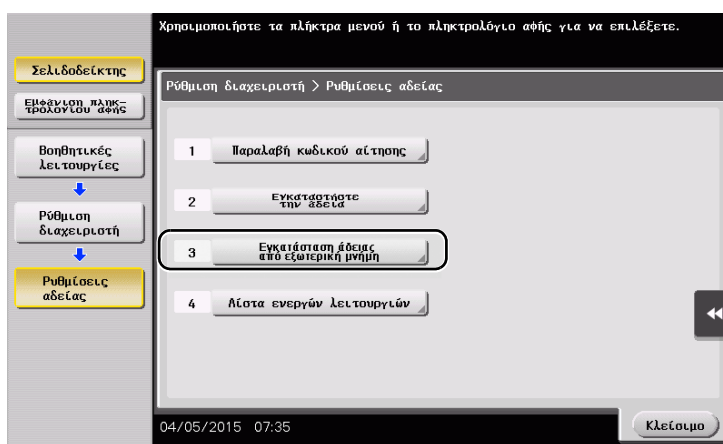 Χρησιμοποιήστε τα πλήκτρα μενού ή το πληκτρολόγιο αφής για να επιλέξετε.
Σελιδοδείκτης
Εμφάνιση πληκ-
τρολογίου αφής
Βοηθητικές
λειτουργίες
Ρύθμιση
διαχειριστή
Ρυθμίσεις
αδείας
Ρύθμιση διαχειριστή > Ρυθμίσεις αδείας
1 Παραλαβή κωδικού αίτησης
2 Εγκαταστήστε
την άδεια
3 Εγκατάσταση άδειας
από εξωτερική μνήμη
4 Λίστα ενεργών λειτουργιών
04/05/2015 07:35
Κλείσιμο